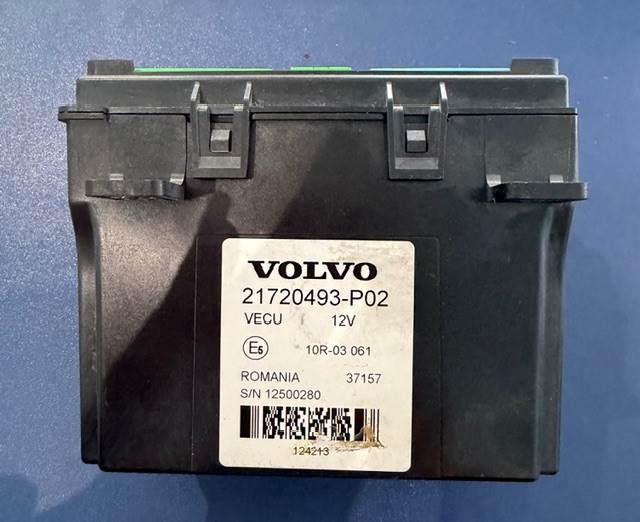 VOLVO
21720493-P02
VECU 12V
E5 10R-03 061
ROMANIA 37157
S/N 12500280
124213